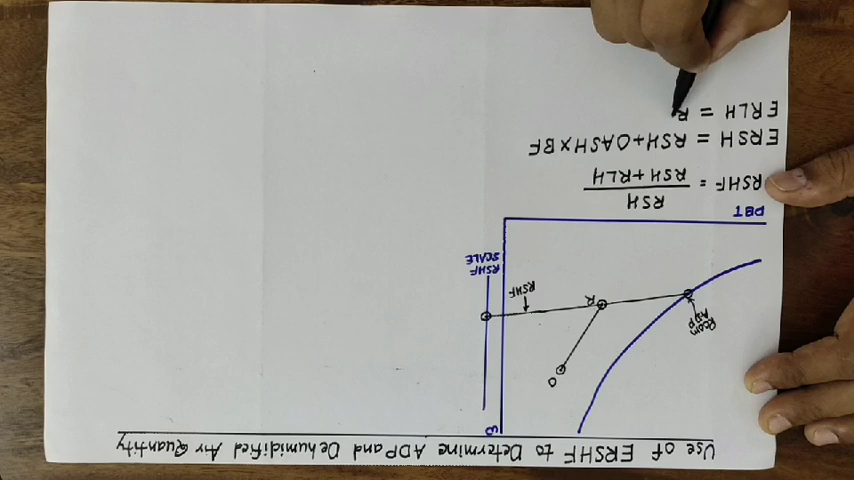 Use of ERSHF to Determine ADP and Dehumidified Air Quantity
ω
O
Room
ADP
R
RSHF
RSHF
SCALE
DBT
RSHF = RSH / RSH + RLH
ERSH = RSH + OASH × BF
ERLH = R